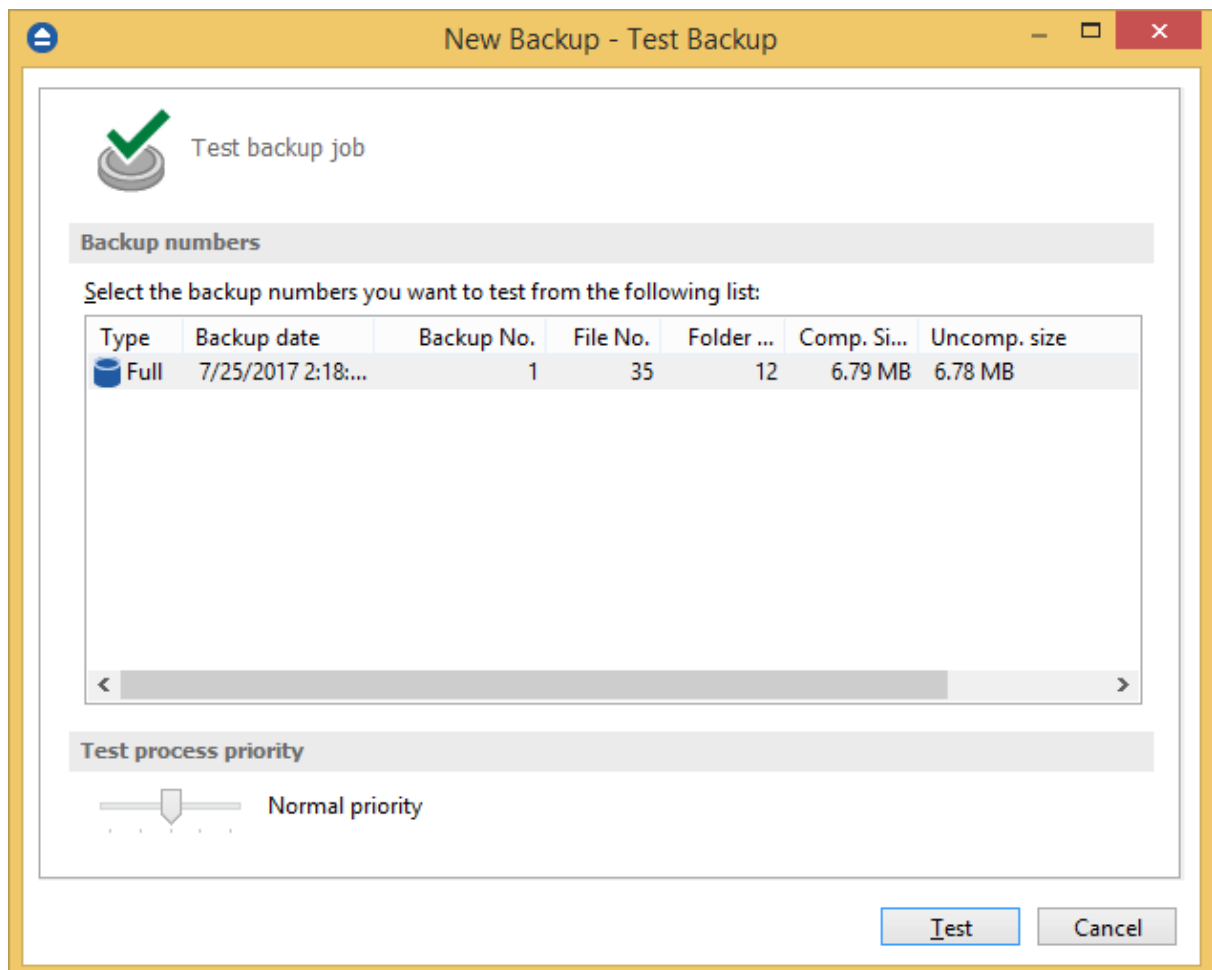 New Backup - Test Backup
Test backup job
Backup numbers
Select the backup numbers you want to test from the following list:
Type Backup date Backup No. File No. Folder ... Comp. Si... Uncomp. size
Full 7/25/2017 2:18:... 1 35 12 6.79 MB 6.78 MB
Test process priority
Normal priority
Test Cancel